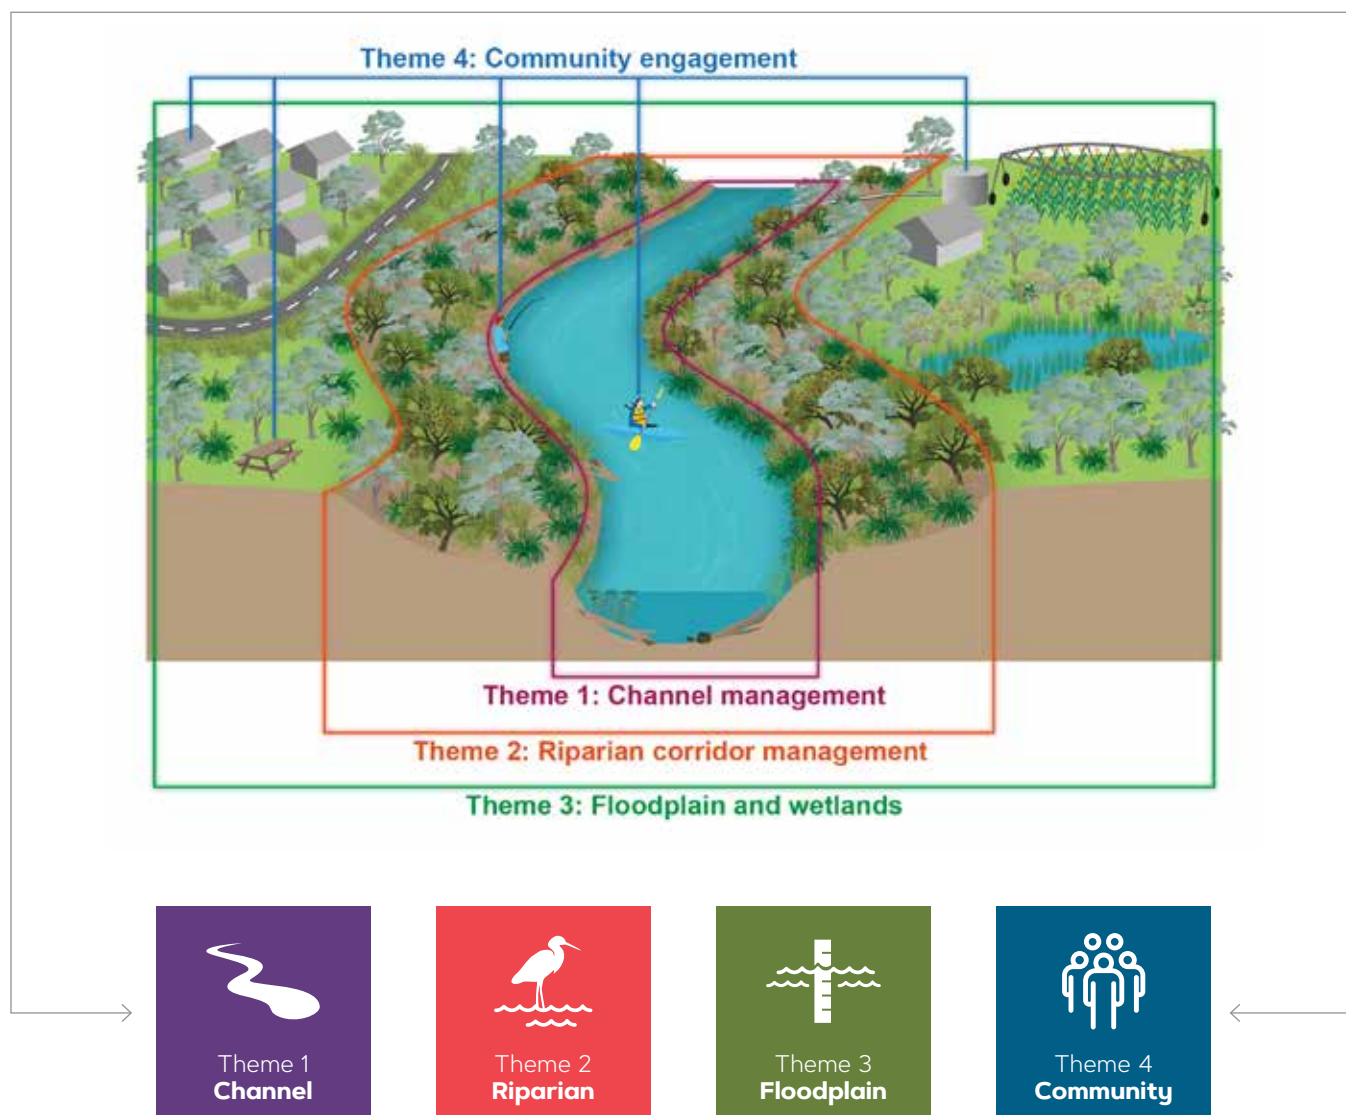 Theme 4: Community engagement
Theme 1: Channel management
Theme 2: Riparian corridor management
Theme 3: Floodplain and wetlands
Theme 1
Channel
Theme 2
Riparian
Theme 3
Floodplain
Theme 4
Community